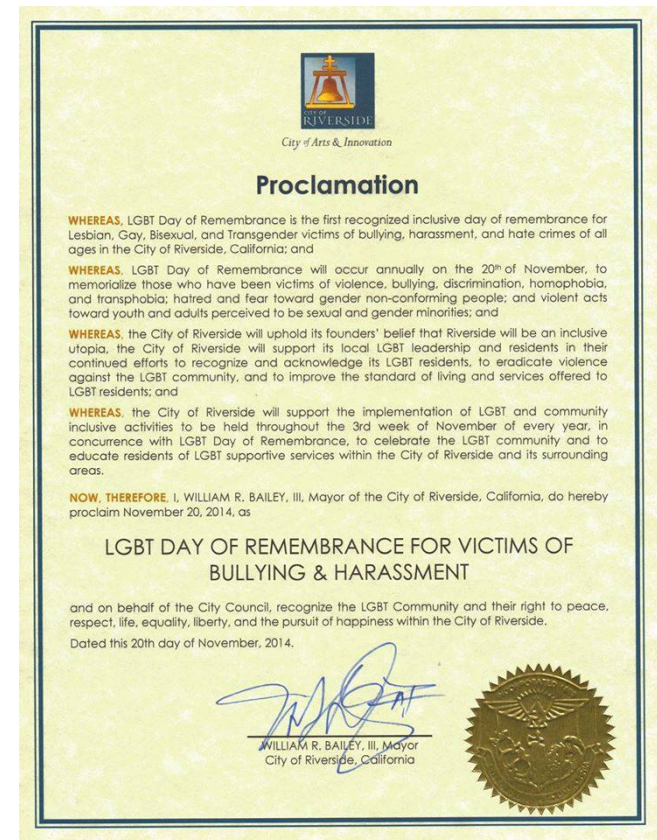 CITY OF
RIVERSIDE
City of Arts & Innovation
Proclamation
WHEREAS, LGBT Day of Remembrance is the first recognized inclusive day of remembrance for
Lesbian, Gay, Bisexual, and Transgender victims of bullying, harassment, and hate crimes of all
ages in the City of Riverside, California; and
WHEREAS, LGBT Day of Remembrance will occur annually on the 20th of November, to
memorialize those who have been victims of violence, bullying, discrimination, homophobia,
and transphobia; hatred and fear toward gender non-conforming people; and violent acts
toward youth and adults perceived to be sexual and gender minorities; and
WHEREAS, the City of Riverside will uphold its founders' belief that Riverside will be an inclusive
utopia, the City of Riverside will support its local LGBT leadership and residents in their
continued efforts to recognize and acknowledge its LGBT residents, to eradicate violence
against the LGBT community, and to improve the standard of living and services offered to
LGBT residents; and
WHEREAS, the City of Riverside will support the implementation of LGBT and community
inclusive activities to be held throughout the 3rd week of November of every year, in
concurrence with LGBT Day of Remembrance, to celebrate the LGBT community and to
educate residents of LGBT supportive services within the City of Riverside and its surrounding
areas.
NOW, THEREFORE, I, WILLIAM R. BAILEY, III, Mayor of the City of Riverside, California, do hereby
proclaim November 20, 2014, as
LGBT DAY OF REMEMBRANCE FOR VICTIMS OF
BULLYING & HARASSMENT
and on behalf of the City Council, recognize the LGBT Community and their right to peace,
respect, life, equality, liberty, and the pursuit of happiness within the City of Riverside.
Dated this 20th day of November, 2014.
WILLIAM R. BAILEY, III, Mayor
City of Riverside, California